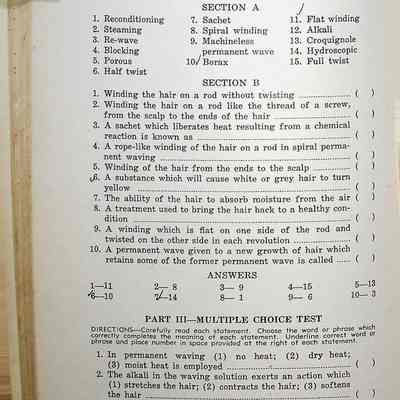 SECTION A
1. Reconditioning 7. Sachet 11. Flat winding
2. Steaming 8. Spiral winding 12. Alkali
3. Re-wave 9. Machineless 13. Croquignole
4. Blocking permanent wave 14. Hydroscopic
5. Porous 10. Borax 15. Full twist
6. Half twist
SECTION B
1. Winding the hair on a rod without twisting ( )
2. Winding the hair on a rod like the thread of a screw,
from the scalp to the ends of the hair ( )
3. A sachet which liberates heat resulting from a chemical
reaction is known as ( )
4. A rope-like winding of the hair on a rod in spiral perma-
nent waving ( )
5. Winding of the hair from the ends to the scalp ( )
6. A substance which will cause white or grey hair to turn
yellow ( )
7. The ability of the hair to absorb moisture from the air ( )
8. A treatment used to bring the hair back to a healthy con-
dition ( )
9. A winding which is flat on one side of the rod and
twisted on the other side in each revolution ( )
10. A permanent wave given to a new growth of hair which
retains some of the former permanent wave is called ( )
ANSWERS
1—11 2— 8 3— 9 4—15 5—13
6—10 7—14 8— 1 9— 6 10— 3
PART III—MULTIPLE CHOICE TEST
DIRECTIONS—Carefully read each statement. Choose the word or phrase which
correctly completes the meaning of each statement. Underline correct word or
phrase and place number in space provided at the right of each statement.
1. In permanent waving (1) no heat; (2) dry heat;
(3) moist heat is employed ( )
2. The alkali in the waving solution exerts an action which
(1) stretches the hair; (2) contracts the hair; (3) softens
the hair ( )